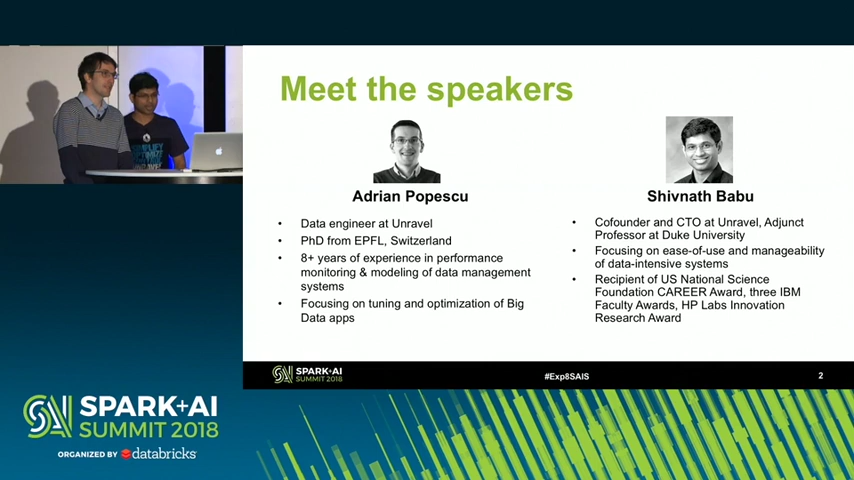 Meet the speakers
Adrian Popescu
• Data engineer at Unravel
• PhD from EPFL, Switzerland
• 8+ years of experience in performance
monitoring & modeling of data management
systems
• Focusing on tuning and optimization of Big
Data apps
Shivnath Babu
• Cofounder and CTO at Unravel, Adjunct
Professor at Duke University
• Focusing on ease-of-use and manageability
of data-intensive systems
• Recipient of US National Science
Foundation CAREER Award, three IBM
Faculty Awards, HP Labs Innovation
Research Award
SPARK+AI
SUMMIT 2018
#Exp8SAIS
2
SPARK+AI
SUMMIT 2018
ORGANIZED BY databricks